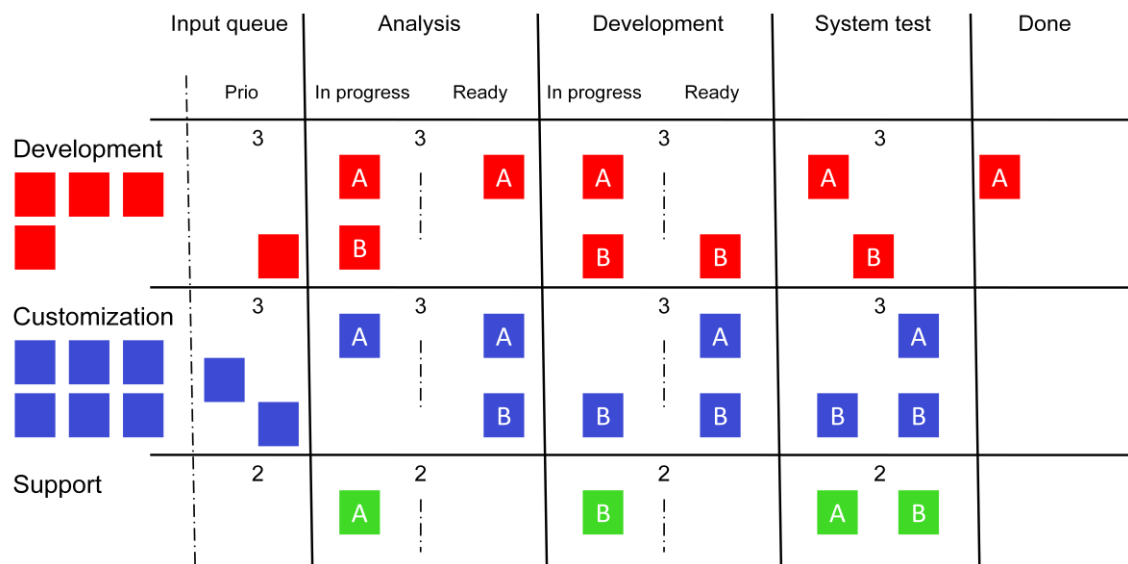 Input queue Analysis Development System test Done
Prio In progress Ready In progress Ready
3 3 3 3
Development
A A A A A
B B B B
3 3 3 3
Customization
A A A A
B B B B B
2 2 2 2
Support
A B A B